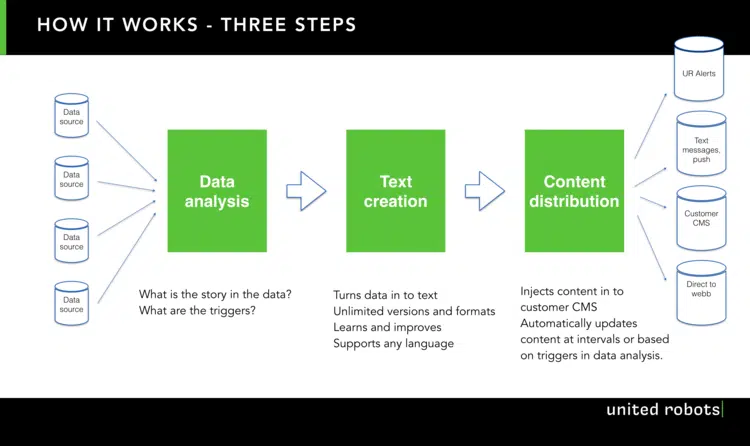 HOW IT WORKS - THREE STEPS
Data
source
Data
source
Data
source
Data
source
Data
analysis
What is the story in the data?
What are the triggers?
Text
creation
Turns data in to text
Unlimited versions and formats
Learns and improves
Supports any language
Content
distribution
Injects content in to
customer CMS
Automatically updates
content at intervals or based
on triggers in data analysis.
UR Alerts
Text
messages,
push
Customer
CMS
Direct to
webb
united robots